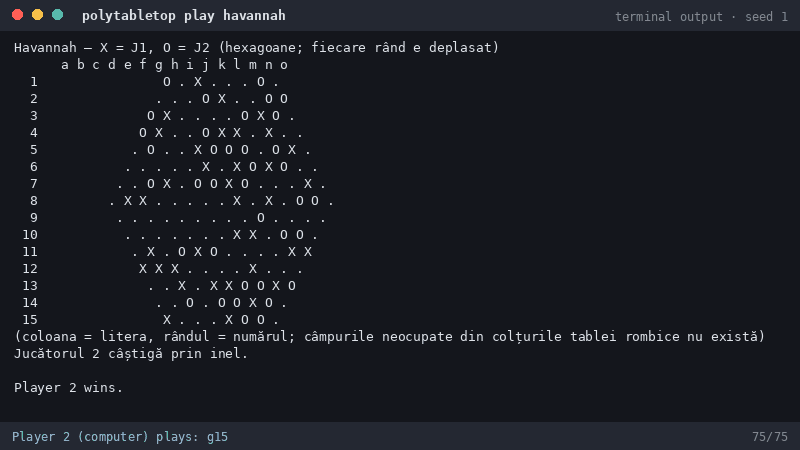 polytabletop play havannah
terminal output · seed 1
Havannah — X = J1, O = J2 (hexagoane; fiecare rând e deplasat)
      a b c d e f g h i j k l m n o
  1                O . X . . . O .
  2               . . . O X . . O O
  3              O X . . . . O X O .
  4             O X . . O X X . X . .
  5            . O . . X O O O . O X .
  6           . . . . . X . X O X O . .
  7          . . O X . O O X O . . . X .
  8         . X X . . . . . X . X . O O .
  9          . . . . . . . . . O . . . .
 10           . . . . . . . X X . O O .
 11            . X . O X O . . . . X X
 12             X X X . . . . X . . .
 13              . . X . X X O O X O
 14               . . O . O O X O .
 15                X . . . X O O .
(coloana = litera, rândul = numărul; câmpurile neocupate din colțurile tablei rombice nu există)
Jucătorul 2 câștigă prin inel.
Player 2 wins.
Player 2 (computer) plays: g15
75/75